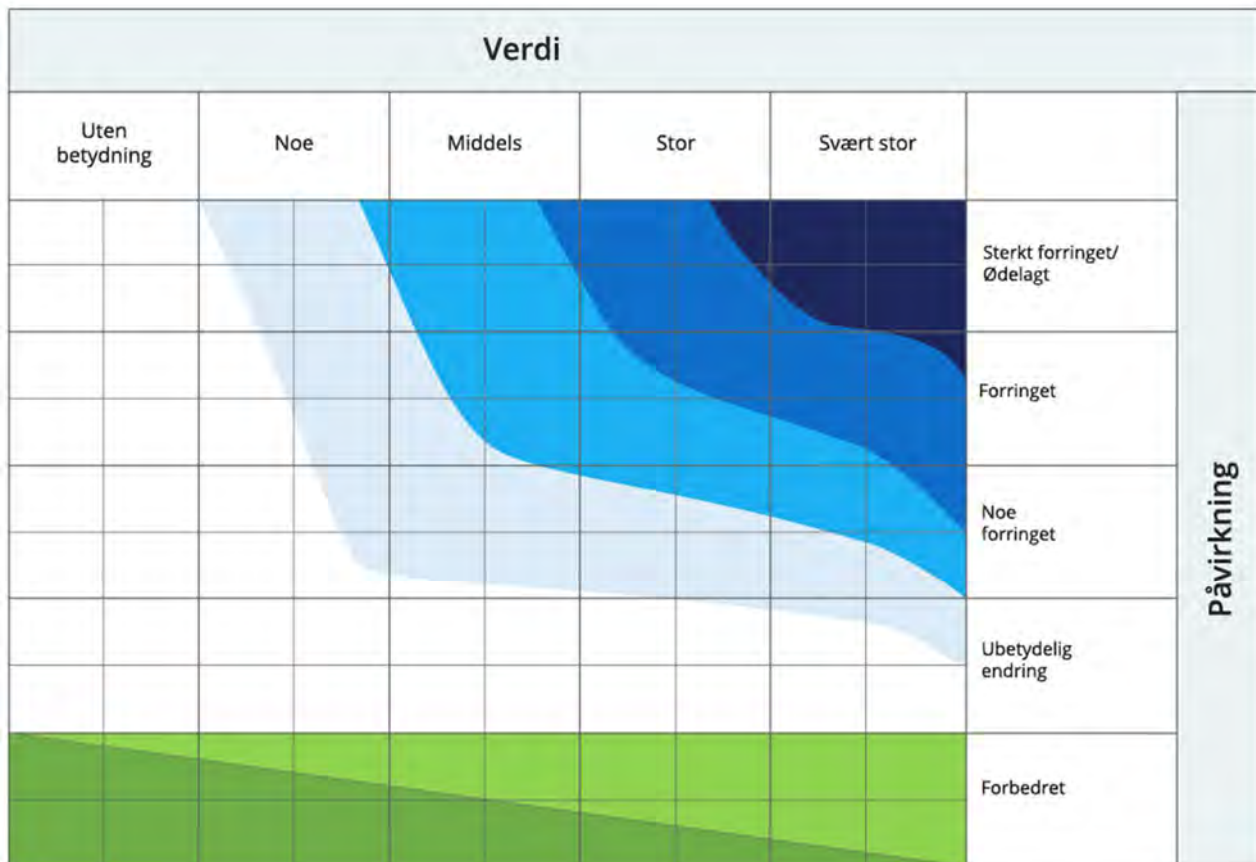 Verdi
Uten
betydning
Noe
Middels
Stor
Svært stor
Sterkt forringet/
Ødelagt
Forringet
Noe
forringet
Ubetydelig
endring
Forbedret
Påvirkning